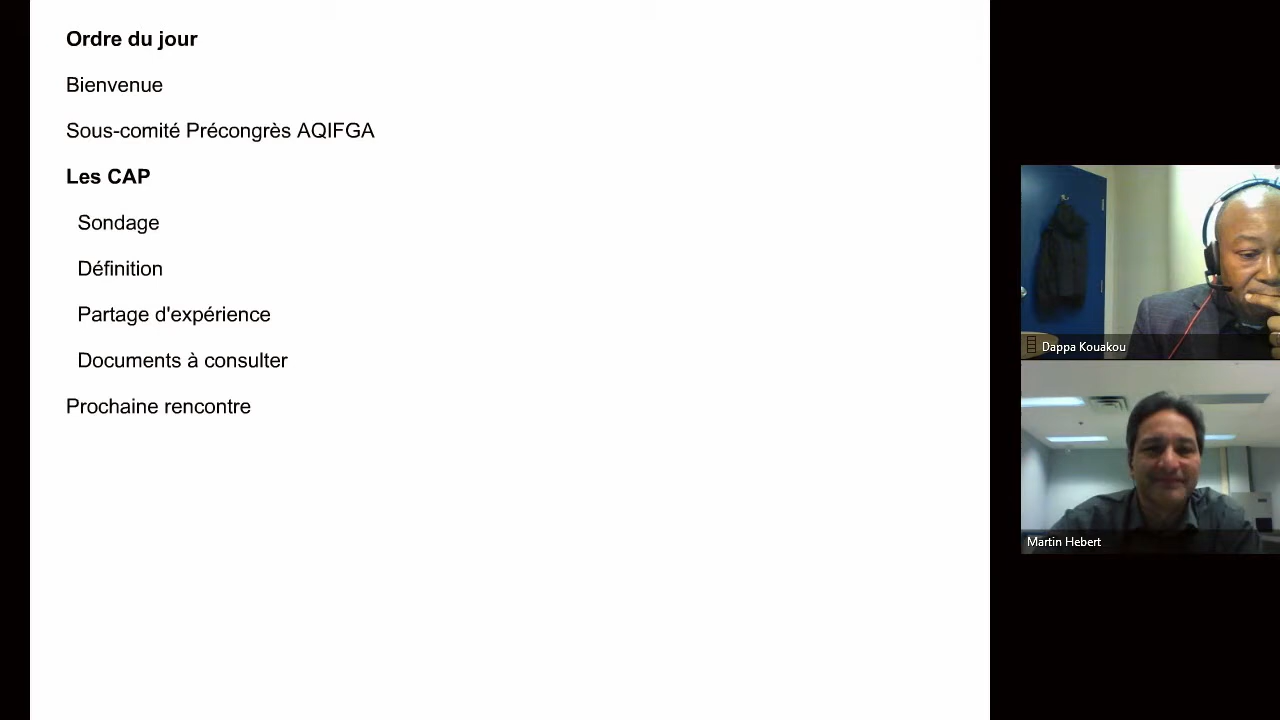 Ordre du jour
Bienvenue
Sous-comité Précongrès AQIFGA
Les CAP
Sondage
Définition
Partage d'expérience
Documents à consulter
Prochaine rencontre
Dappa Kouakou
Martin Hebert